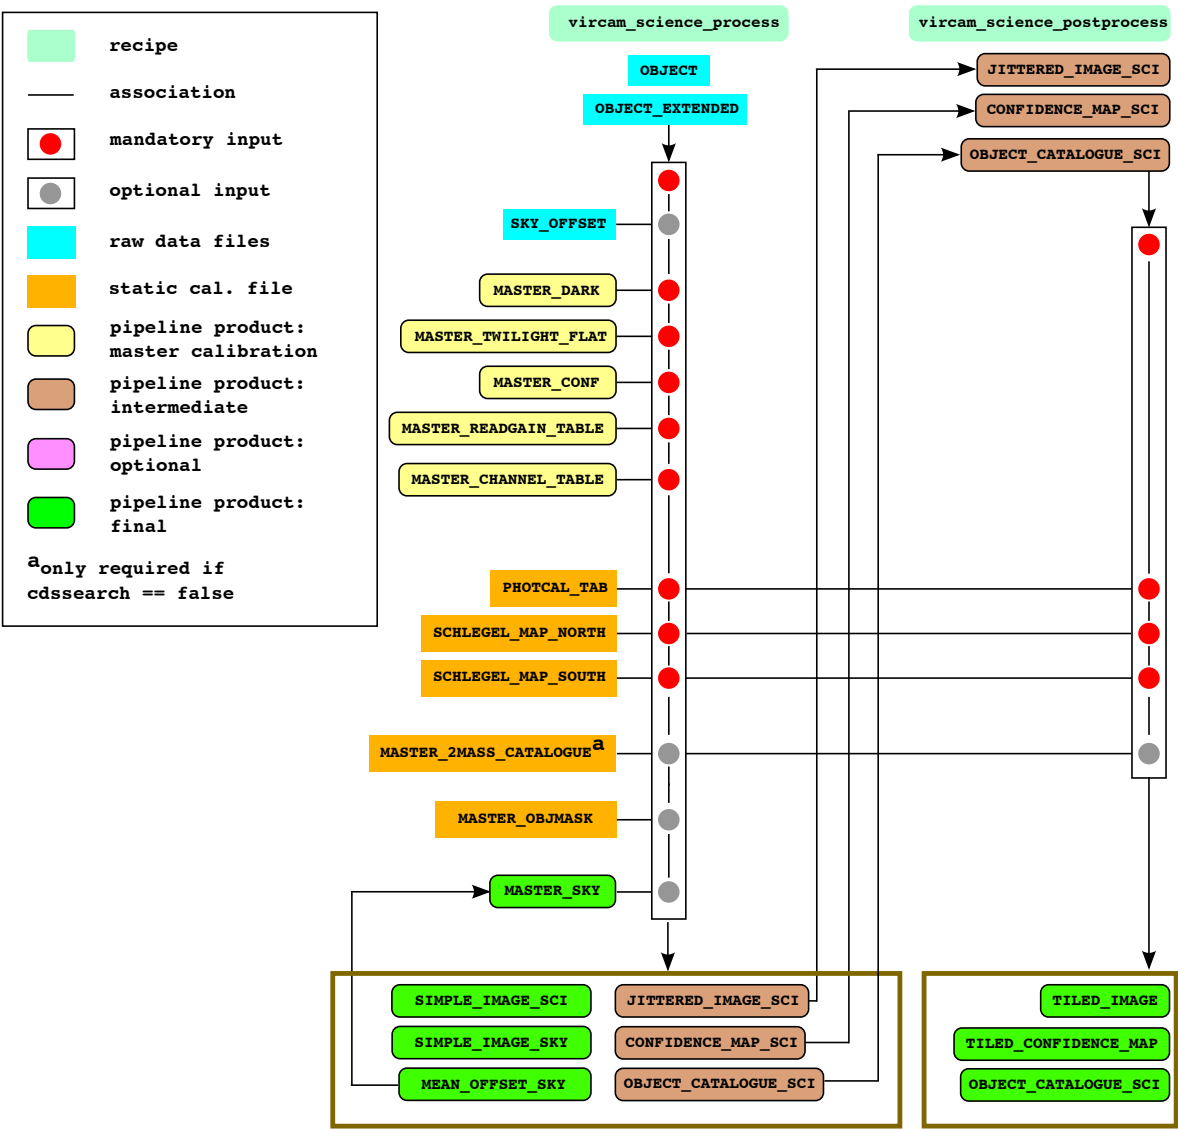 recipe
association
mandatory input
optional input
raw data files
static cal. file
pipeline product:
master calibration
pipeline product:
intermediate
pipeline product:
optional
pipeline product:
final
a only required if
cdssearch == false
vircam_science_process
OBJECT
OBJECT_EXTENDED
SKY_OFFSET
MASTER_DARK
MASTER_TWILIGHT_FLAT
MASTER_CONF
MASTER_READGAIN_TABLE
MASTER_CHANNEL_TABLE
PHOTCAL_TAB
SCHLEGEL_MAP_NORTH
SCHLEGEL_MAP_SOUTH
MASTER_2MASS_CATALOGUE a
MASTER_OBJMASK
MASTER_SKY
SIMPLE_IMAGE_SCI
SIMPLE_IMAGE_SKY
MEAN_OFFSET_SKY
JITTERED_IMAGE_SCI
CONFIDENCE_MAP_SCI
OBJECT_CATALOGUE_SCI
vircam_science_postprocess
JITTERED_IMAGE_SCI
CONFIDENCE_MAP_SCI
OBJECT_CATALOGUE_SCI
TILED_IMAGE
TILED_CONFIDENCE_MAP
OBJECT_CATALOGUE_SCI